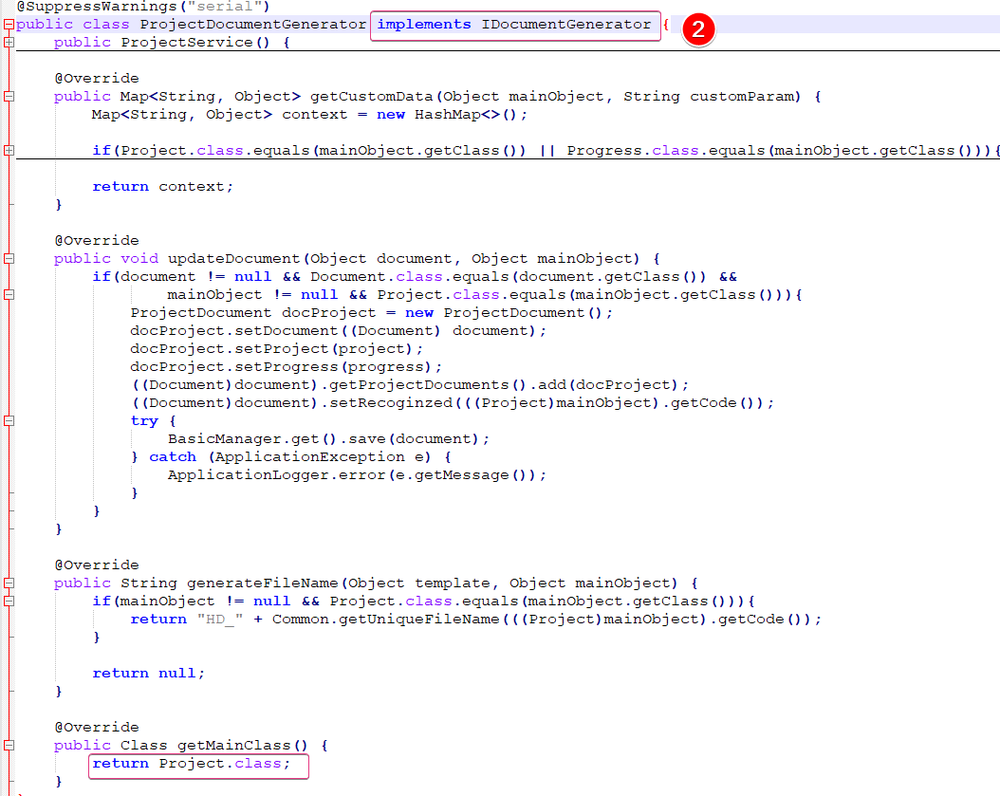 @SuppressWarnings("serial")
public class ProjectDocumentGenerator implements IDocumentGenerator {
2
public ProjectService() {
@Override
public Map<String, Object> getCustomData(Object mainObject, String customParam) {
Map<String, Object> context = new HashMap<>();
if(Project.class.equals(mainObject.getClass()) || Progress.class.equals(mainObject.getClass())){
return context;
}
@Override
public void updateDocument(Object document, Object mainObject) {
if(document != null && Document.class.equals(document.getClass()) &&
mainObject != null && Project.class.equals(mainObject.getClass())){
ProjectDocument docProject = new ProjectDocument();
docProject.setDocument((Document) document);
docProject.setProject(project);
docProject.setProgress(progress);
((Document)document).getProjectDocuments().add(docProject);
((Document)document).setRecoginzed(((Project)mainObject).getCode());
try {
BasicManager.get().save(document);
} catch (ApplicationException e) {
ApplicationLogger.error(e.getMessage());
}
}
}
@Override
public String generateFileName(Object template, Object mainObject) {
if(mainObject != null && Project.class.equals(mainObject.getClass())){
return "HD_" + Common.getUniqueFileName(((Project)mainObject).getCode());
}
return null;
}
@Override
public Class getMainClass() {
return Project.class;
}